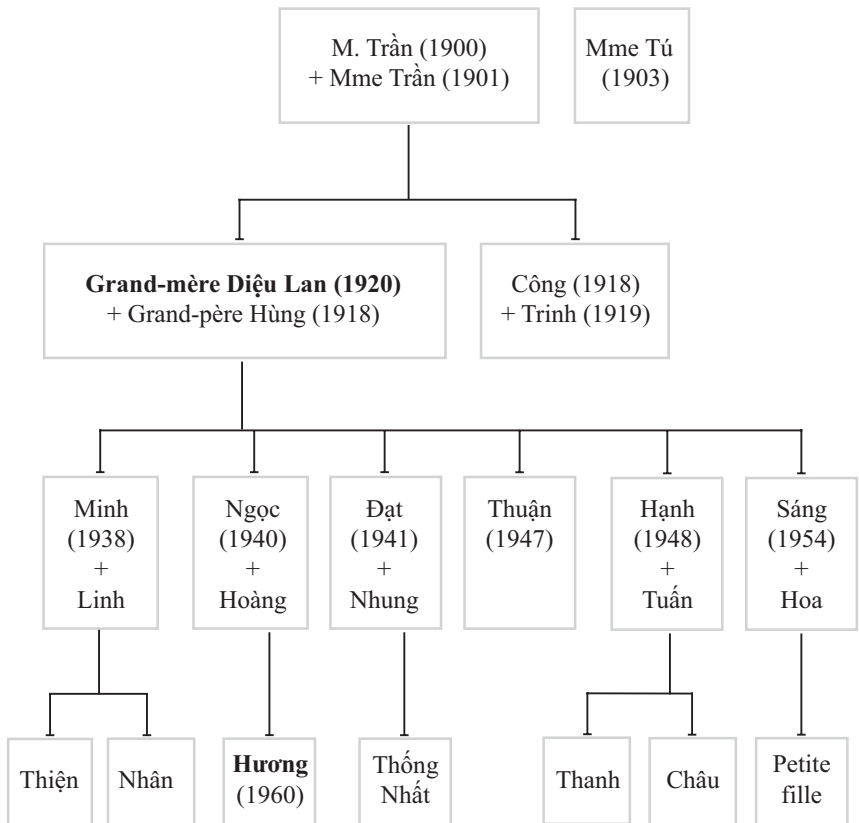 M. Trần (1900)
+ Mme Trần (1901)
Mme Tú
(1903)
Grand-mère Diệu Lan (1920)
+ Grand-père Hùng (1918)
Công (1918)
+ Trinh (1919)
Minh
(1938)
+
Linh
Ngọc
(1940)
+
Hoàng
Đạt
(1941)
+
Nhung
Thuận
(1947)
Hạnh
(1948)
+
Tuấn
Sáng
(1954)
+
Hoa
Thiện
Nhân
Hương
(1960)
Thống
Nhất
Thanh
Châu
Petite
fille